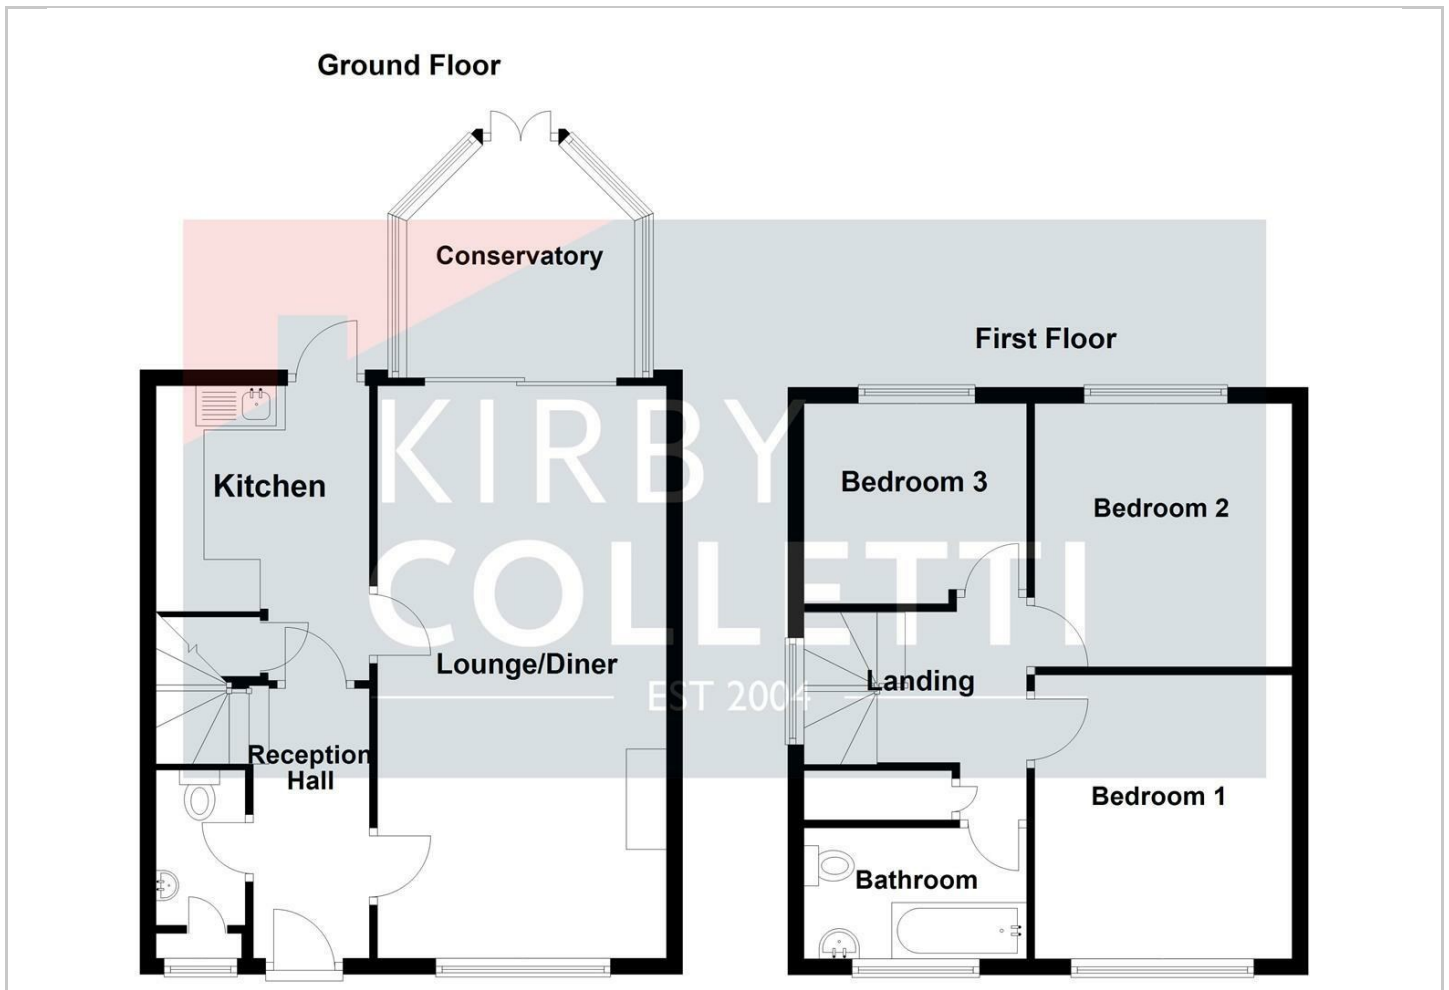 Ground Floor
Conservatory
First Floor
KIRBY
Kitchen
Bedroom 3
Bedroom 2
COLLETTI
Lounge/Diner
Landing
EST 2004
Reception
Hall
Bedroom 1
Bathroom